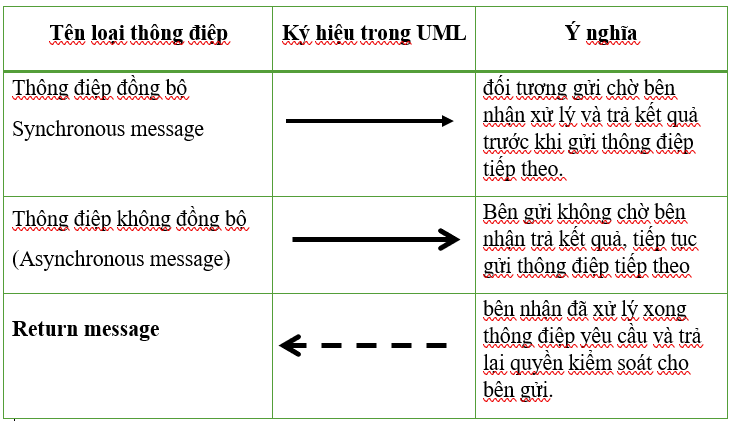 Tên loại thông điệp
Ký hiệu trong UML
Ý nghĩa
Thông điệp đồng bộ
Synchronous message
đối tượng gửi chờ bên
nhận xử lý và trả kết quả
trước khi gửi thông điệp
tiếp theo.
Thông điệp không đồng bộ
(Asynchronous message)
Bên gửi không chờ bên
nhận trả kết quả, tiếp tục
gửi thông điệp tiếp theo
Return message
bên nhận đã xử lý xong
thông điệp yêu cầu và trả
lại quyền kiểm soát cho
bên gửi.